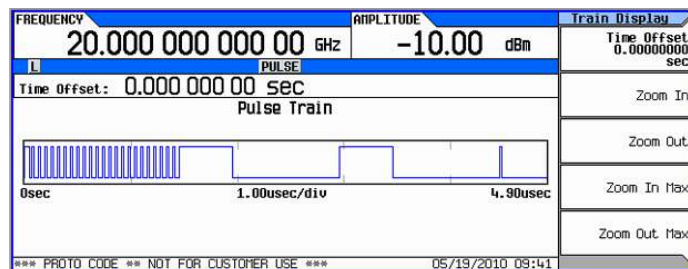 FREQUENCY
20.000 000 000 00 GHz
AMPLITUDE
-10.00 dBm
L
PULSE
Time Offset: 0.000 000 00 sec
Pulse Train
0sec
1.00usec/div
4.90usec
*** PROTO CODE ** NOT FOR CUSTOMER USE ***
05/19/2010 09:41
Train Display
Time Offset
0.00000000
sec
Zoom In
Zoom Out
Zoom In Max
Zoom Out Max